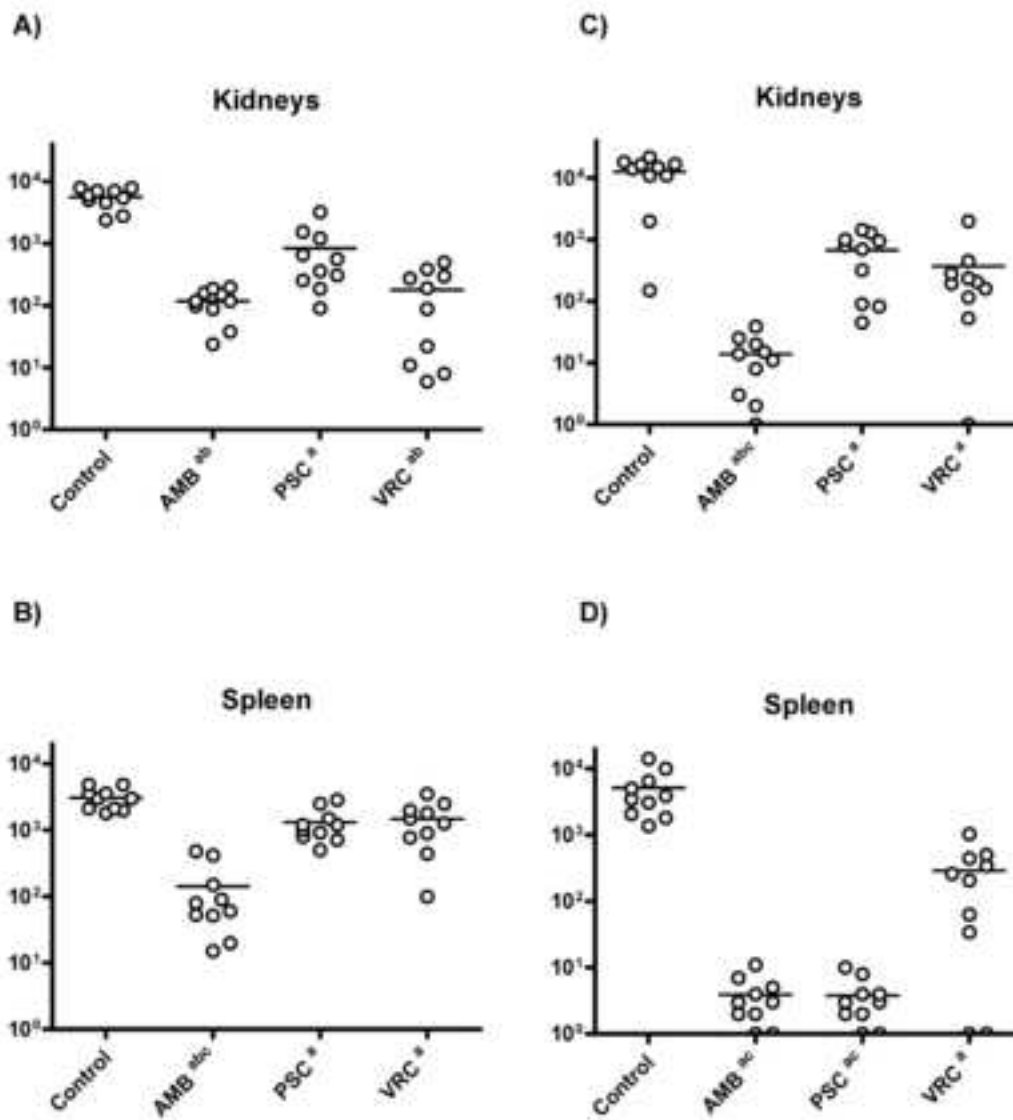 A)
Kidneys
10⁴
10³
10²
10¹
10⁰
Control
AMB ᵃᵇ
PSC ᵃ
VRC ᵃᵇ
C)
Kidneys
10⁴
10³
10²
10¹
10⁰
Control
AMB ᵃᵇᶜ
PSC ᵃ
VRC ᵃ
B)
Spleen
10⁴
10³
10²
10¹
10⁰
Control
AMB ᵃᵇᶜ
PSC ᵃ
VRC ᵃ
D)
Spleen
10⁴
10³
10²
10¹
10⁰
Control
AMB ᵃᶜ
PSC ᵃᶜ
VRC ᵃ